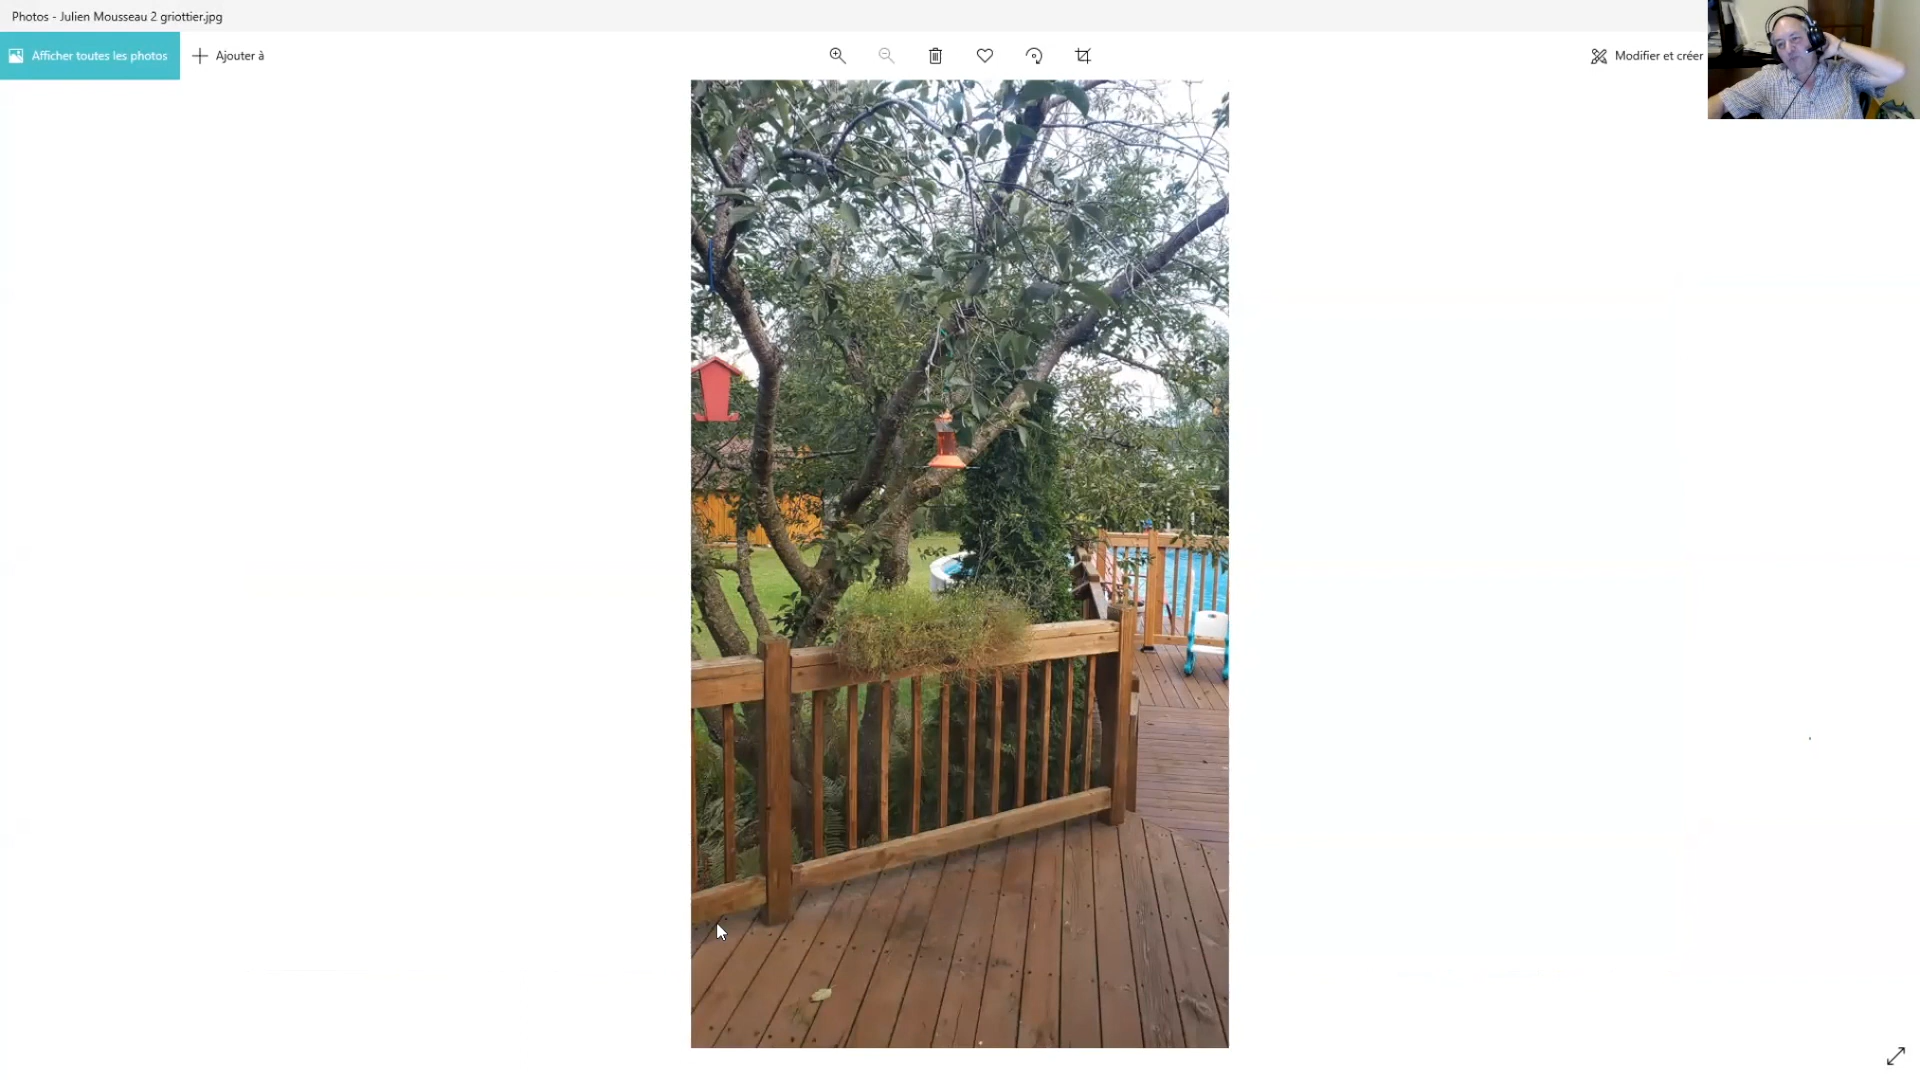 Photos - Julien Mousseau 2 griottier.jpg
Afficher toutes les photos
Ajouter à
Modifier et créer